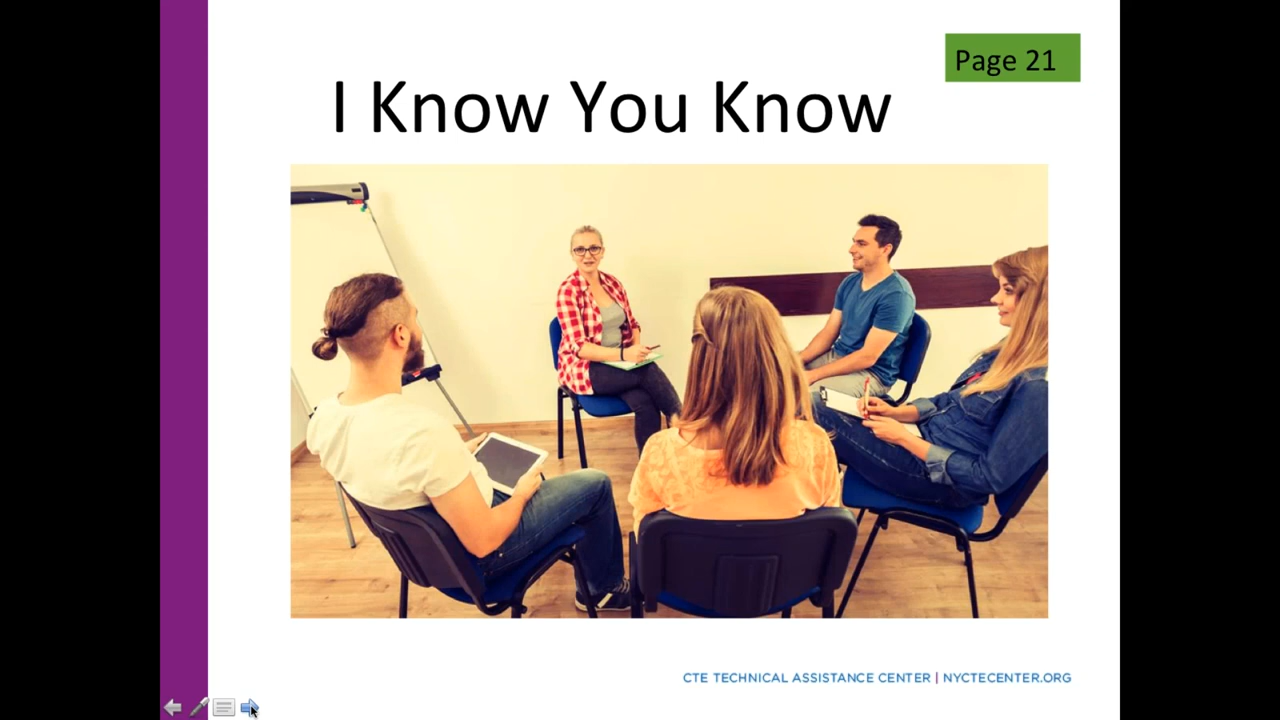 Page 21
I Know You Know
CTE TECHNICAL ASSISTANCE CENTER | NYCTECENTER.ORG